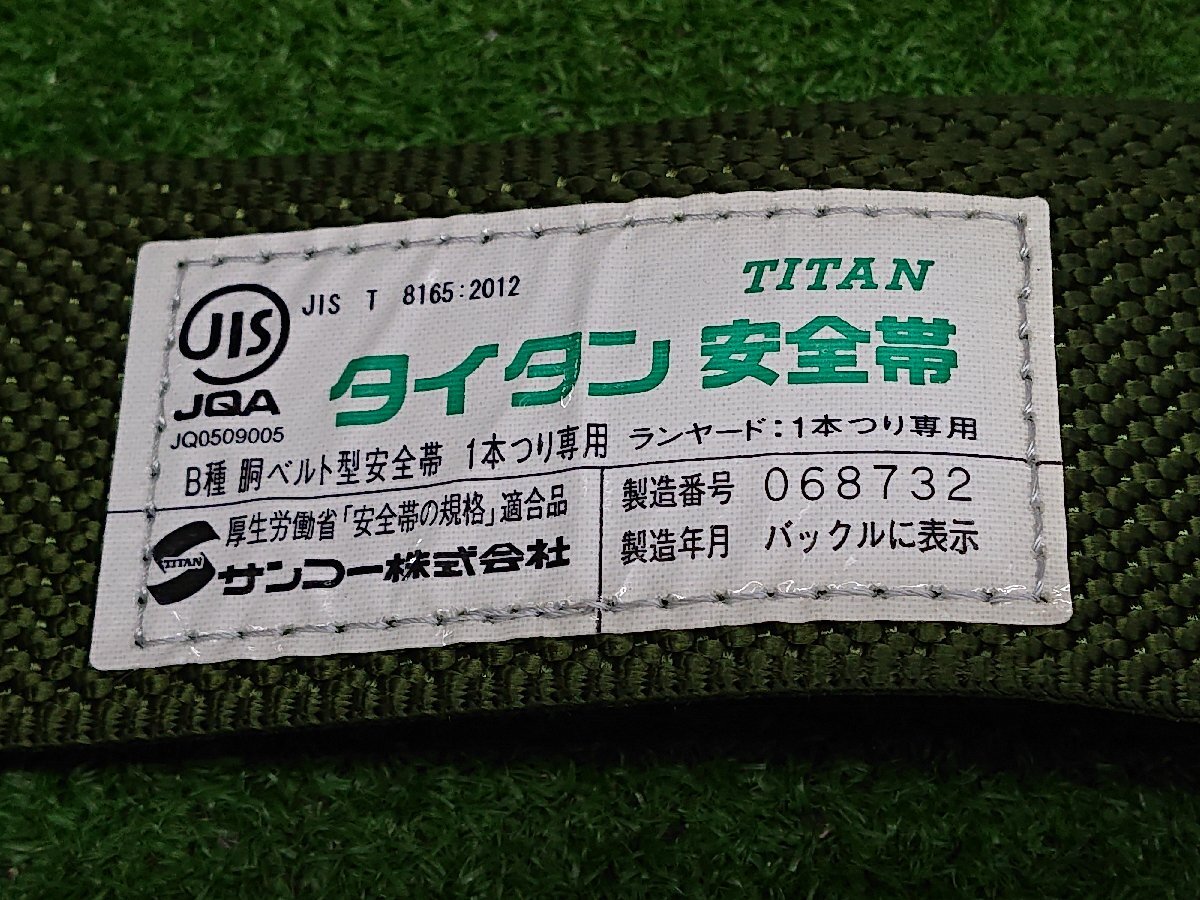 JIS
JQA
JQ0509005
JIS T 8165:2012
TITAN
タイタン 安全帯
B種 胴ベルト型安全帯 1本つり専用 ランヤード:1本つり専用
厚生労働省「安全帯の規格」適合品
TITAN
サンコー株式会社
製造番号 068732
製造年月 バックルに表示